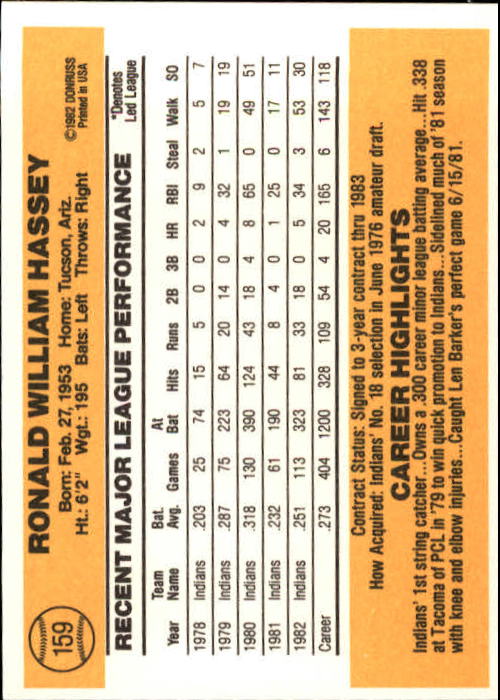 159
RONALD WILLIAM HASSEY
Born: Feb. 27, 1953 Home: Tucson, Ariz.
Ht.: 6'2" Wgt.: 195 Bats: Left Throws: Right
©1982 DONRUSS
Printed in USA
RECENT MAJOR LEAGUE PERFORMANCE
*Denotes
Led League
Year Team Name Bat. Avg. Games At Bat Hits Runs 2B 3B HR RBI Steal Walk SO
1978 Indians .203 25 74 15 5 0 0 2 9 2 5 7
1979 Indians .287 75 223 64 20 14 0 4 32 1 19 19
1980 Indians .318 130 390 124 43 18 4 8 65 0 49 51
1981 Indians .232 61 190 44 8 4 0 1 25 0 17 11
1982 Indians .251 113 323 81 33 18 0 5 34 3 53 30
Career .273 404 1200 328 109 54 4 20 165 6 143 118
Contract Status: Signed to 3-year contract thru 1983
How Acquired: Indians' No. 18 selection in June 1976 amateur draft.
CAREER HIGHLIGHTS
Indians' 1st string catcher...Owns a .300 career minor league batting average...Hit .338
at Tacoma of PCL in '79 to win quick promotion to Indians...Sidelined much of '81 season
with knee and elbow injuries...Caught Len Barker's perfect game 6/15/81.